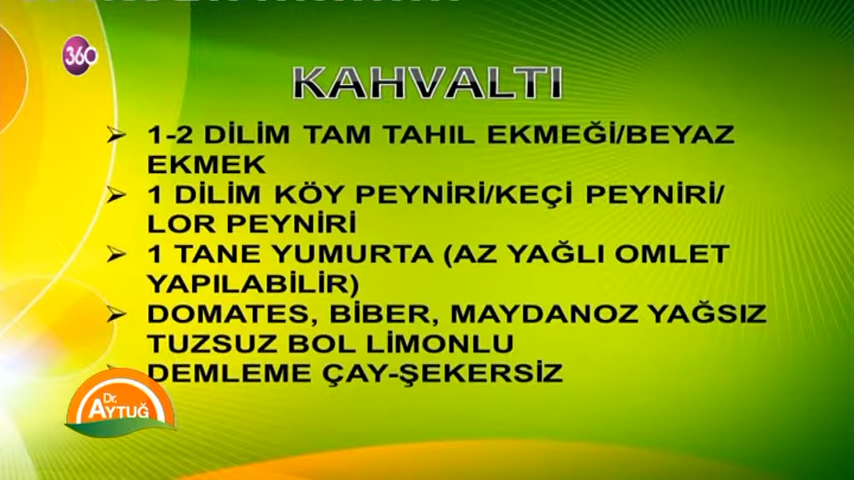 360
KAHVALTI
➢ 1-2 DİLİM TAM TAHIL EKMEĞİ/BEYAZ
EKMEK
➢ 1 DİLİM KÖY PEYNİRİ/KEÇİ PEYNİRİ/
LOR PEYNİRİ
➢ 1 TANE YUMURTA (AZ YAĞLI OMLET
YAPILABİLİR)
➢ DOMATES, BİBER, MAYDANOZ YAĞSIZ
TUZSUZ BOL LİMONLU
➢ DEMLEME ÇAY-ŞEKERSİZ
Dr.
AYTUĞ